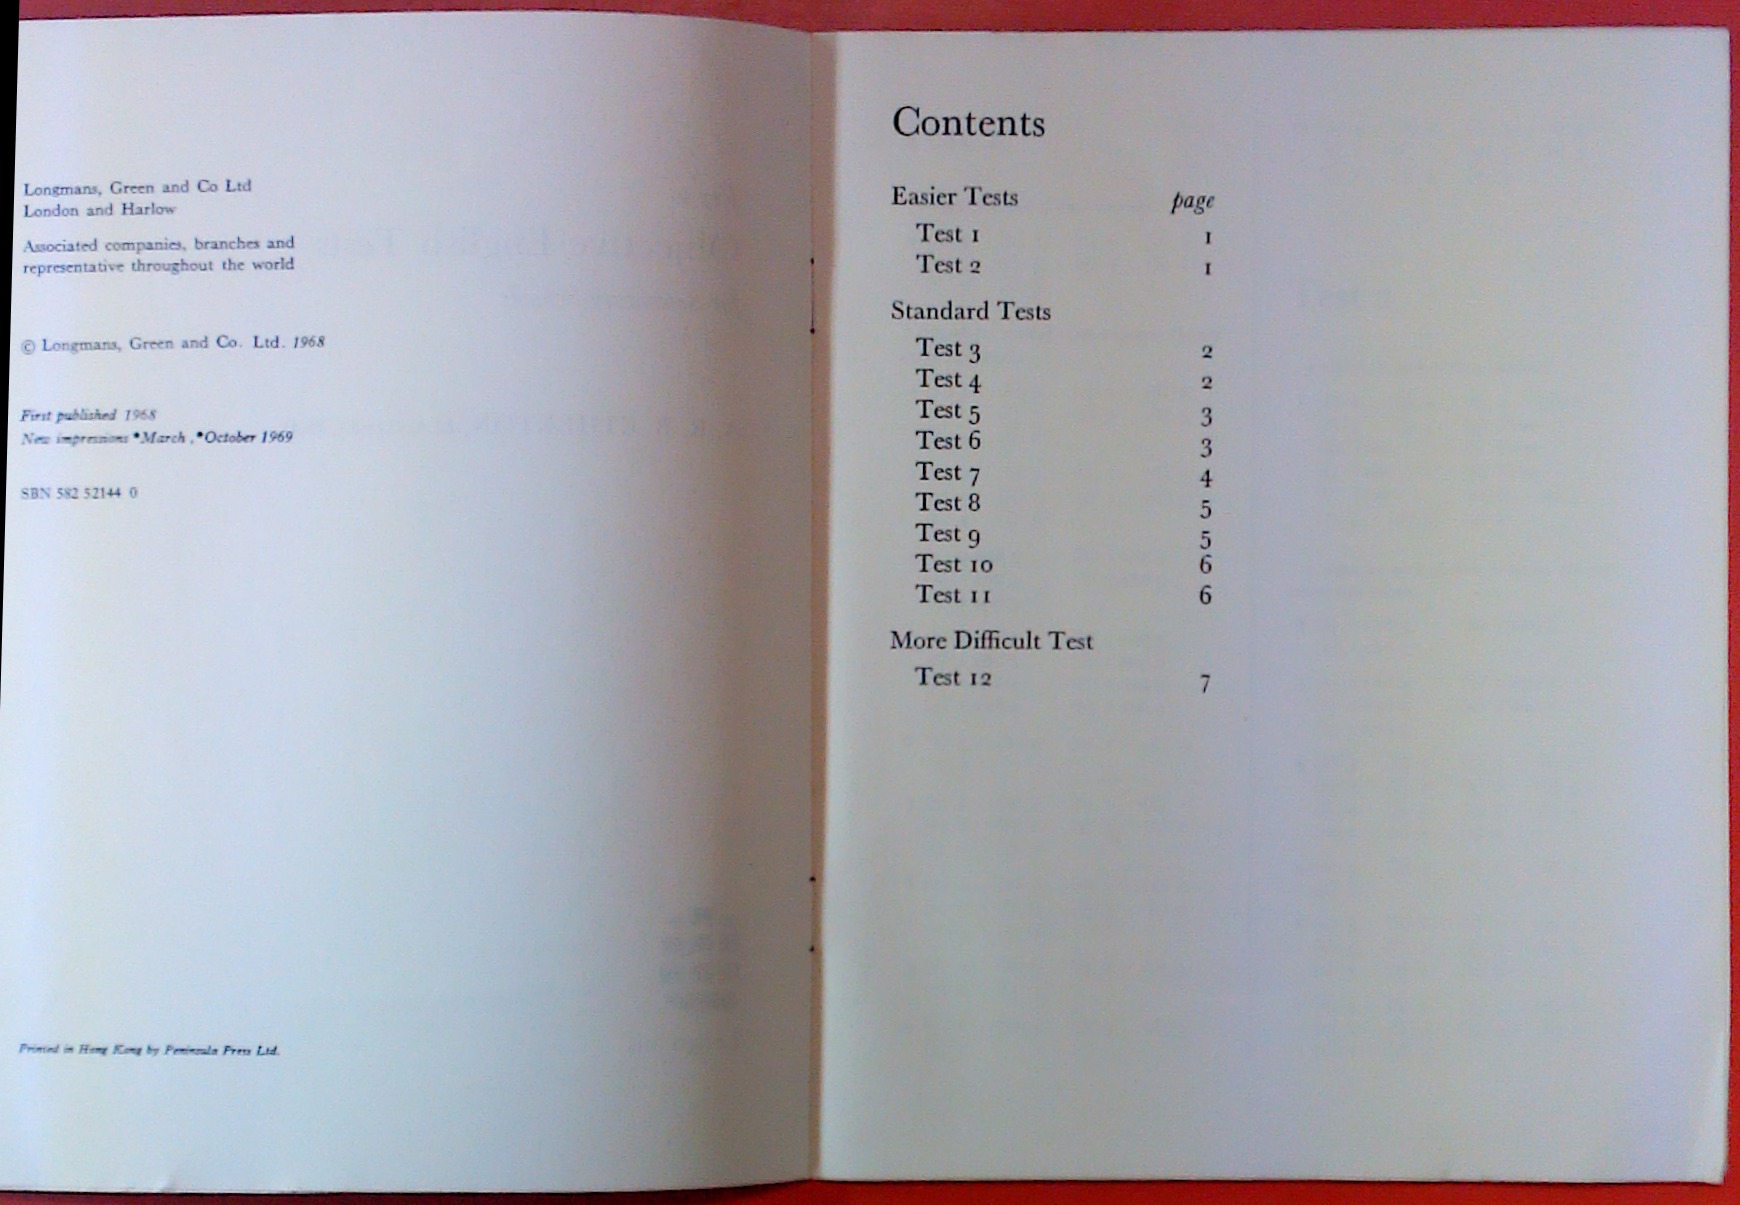 Longmans, Green and Co Ltd
London and Harlow
Associated companies, branches and
representative throughout the world
© Longmans, Green and Co. Ltd. 1968
First published 1968
New impressions *March, *October 1969
SBN 582 52144 0
Printed in Hong Kong by Peninsula Press Ltd.
Contents
Easier Tests page
Test 1 1
Test 2 1
Standard Tests
Test 3 2
Test 4 2
Test 5 3
Test 6 3
Test 7 4
Test 8 5
Test 9 5
Test 10 6
Test 11 6
More Difficult Test
Test 12 7